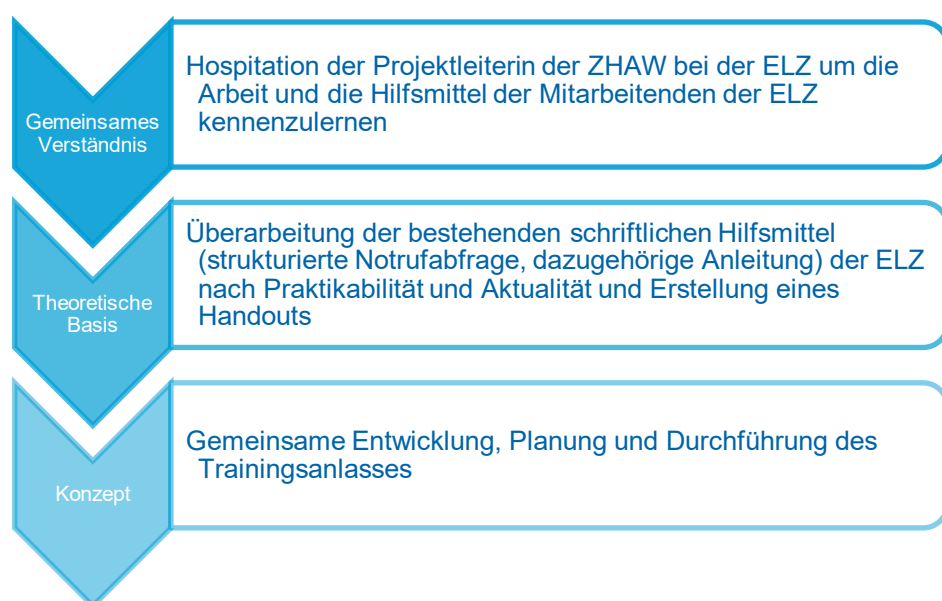 Gemeinsames
Verständnis
Hospitation der Projektleiterin der ZHAW bei der ELZ um die
Arbeit und die Hilfsmittel der Mitarbeitenden der ELZ
kennenzulernen
Theoretische
Basis
Überarbeitung der bestehenden schriftlichen Hilfsmittel
(strukturierte Notrufabfrage, dazugehörige Anleitung) der ELZ
nach Praktikabilität und Aktualität und Erstellung eines
Handouts
Konzept
Gemeinsame Entwicklung, Planung und Durchführung des
Trainingsanlasses